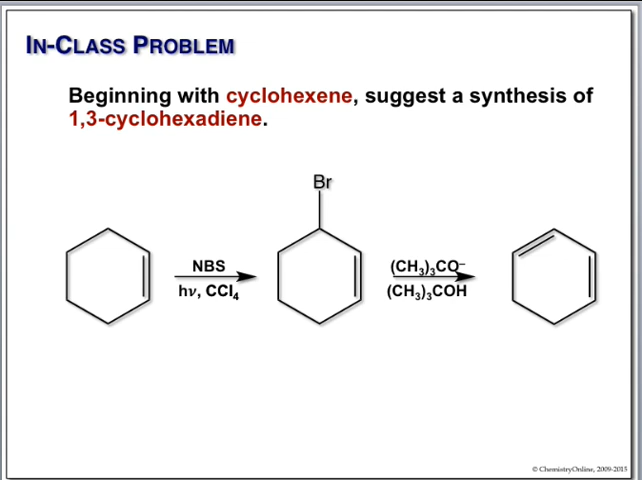 IN-CLASS PROBLEM
Beginning with cyclohexene, suggest a synthesis of
1,3-cyclohexadiene.
Br
NBS
hν, CCl₄
(CH₃)₃CO⁻
(CH₃)₃COH
© ChemistryOnline, 2009-2015